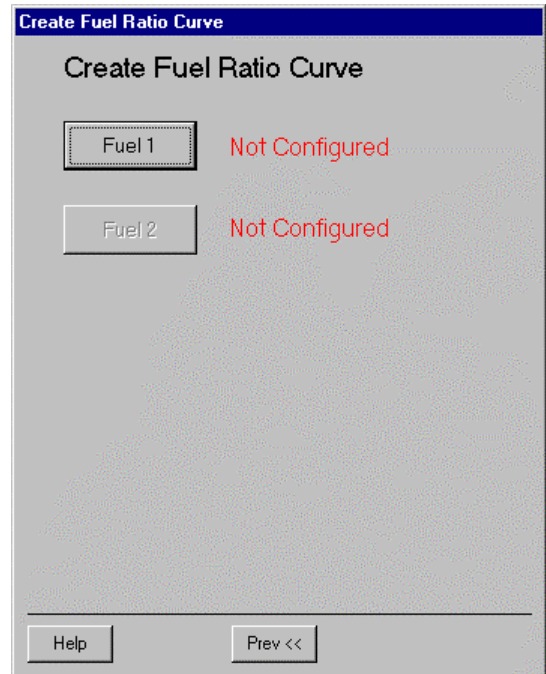 Create Fuel Ratio Curve
Create Fuel Ratio Curve
Fuel 1 Not Configured
Fuel 2 Not Configured
Help Prev <<